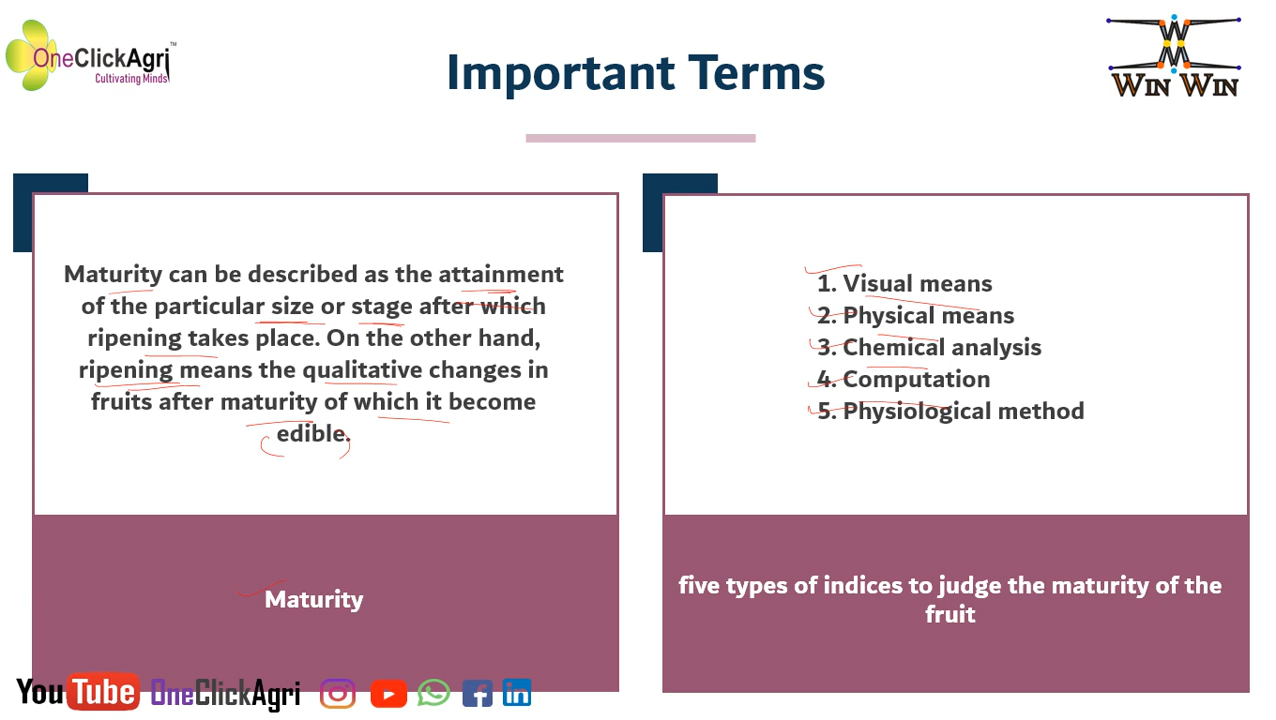 OneClickAgri™
Cultivating Minds
Important Terms
WIN WIN
Maturity can be described as the attainment
of the particular size or stage after which
ripening takes place. On the other hand,
ripening means the qualitative changes in
fruits after maturity of which it become
edible.
Maturity
1. Visual means
2. Physical means
3. Chemical analysis
4. Computation
5. Physiological method
five types of indices to judge the maturity of the
fruit
YouTube OneClickAgri